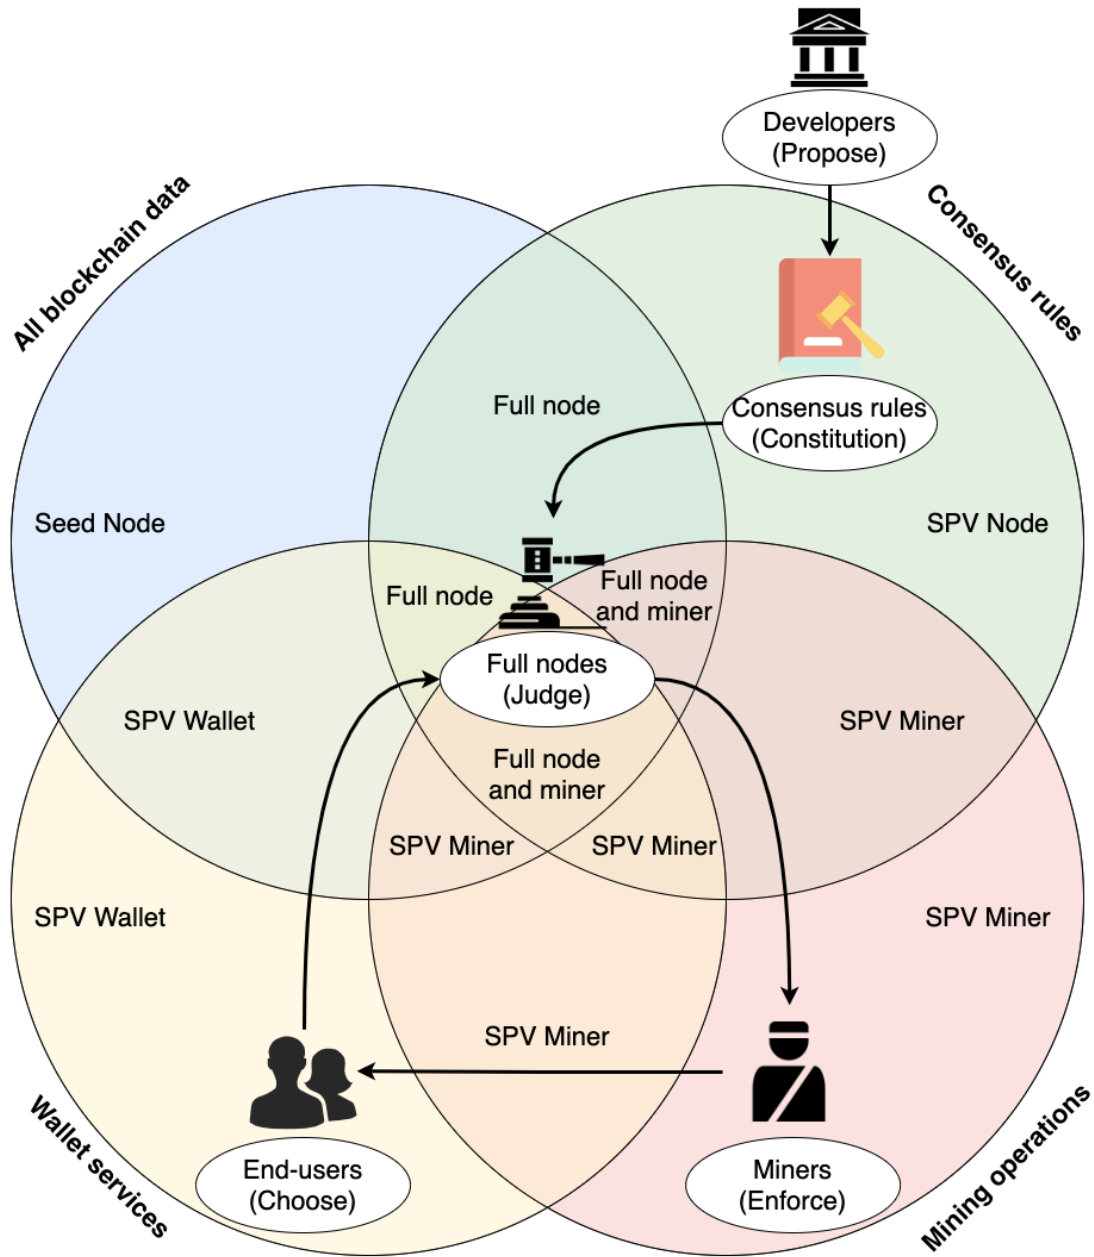 Developers
(Propose)
All blockchain data
Consensus rules
Full node
Consensus rules
(Constitution)
Seed Node
SPV Node
Full node
Full node
and miner
Full nodes
(Judge)
SPV Wallet
SPV Miner
Full node
and miner
SPV Miner
SPV Miner
SPV Wallet
SPV Miner
SPV Miner
Wallet services
Mining operations
End-users
(Choose)
Miners
(Enforce)